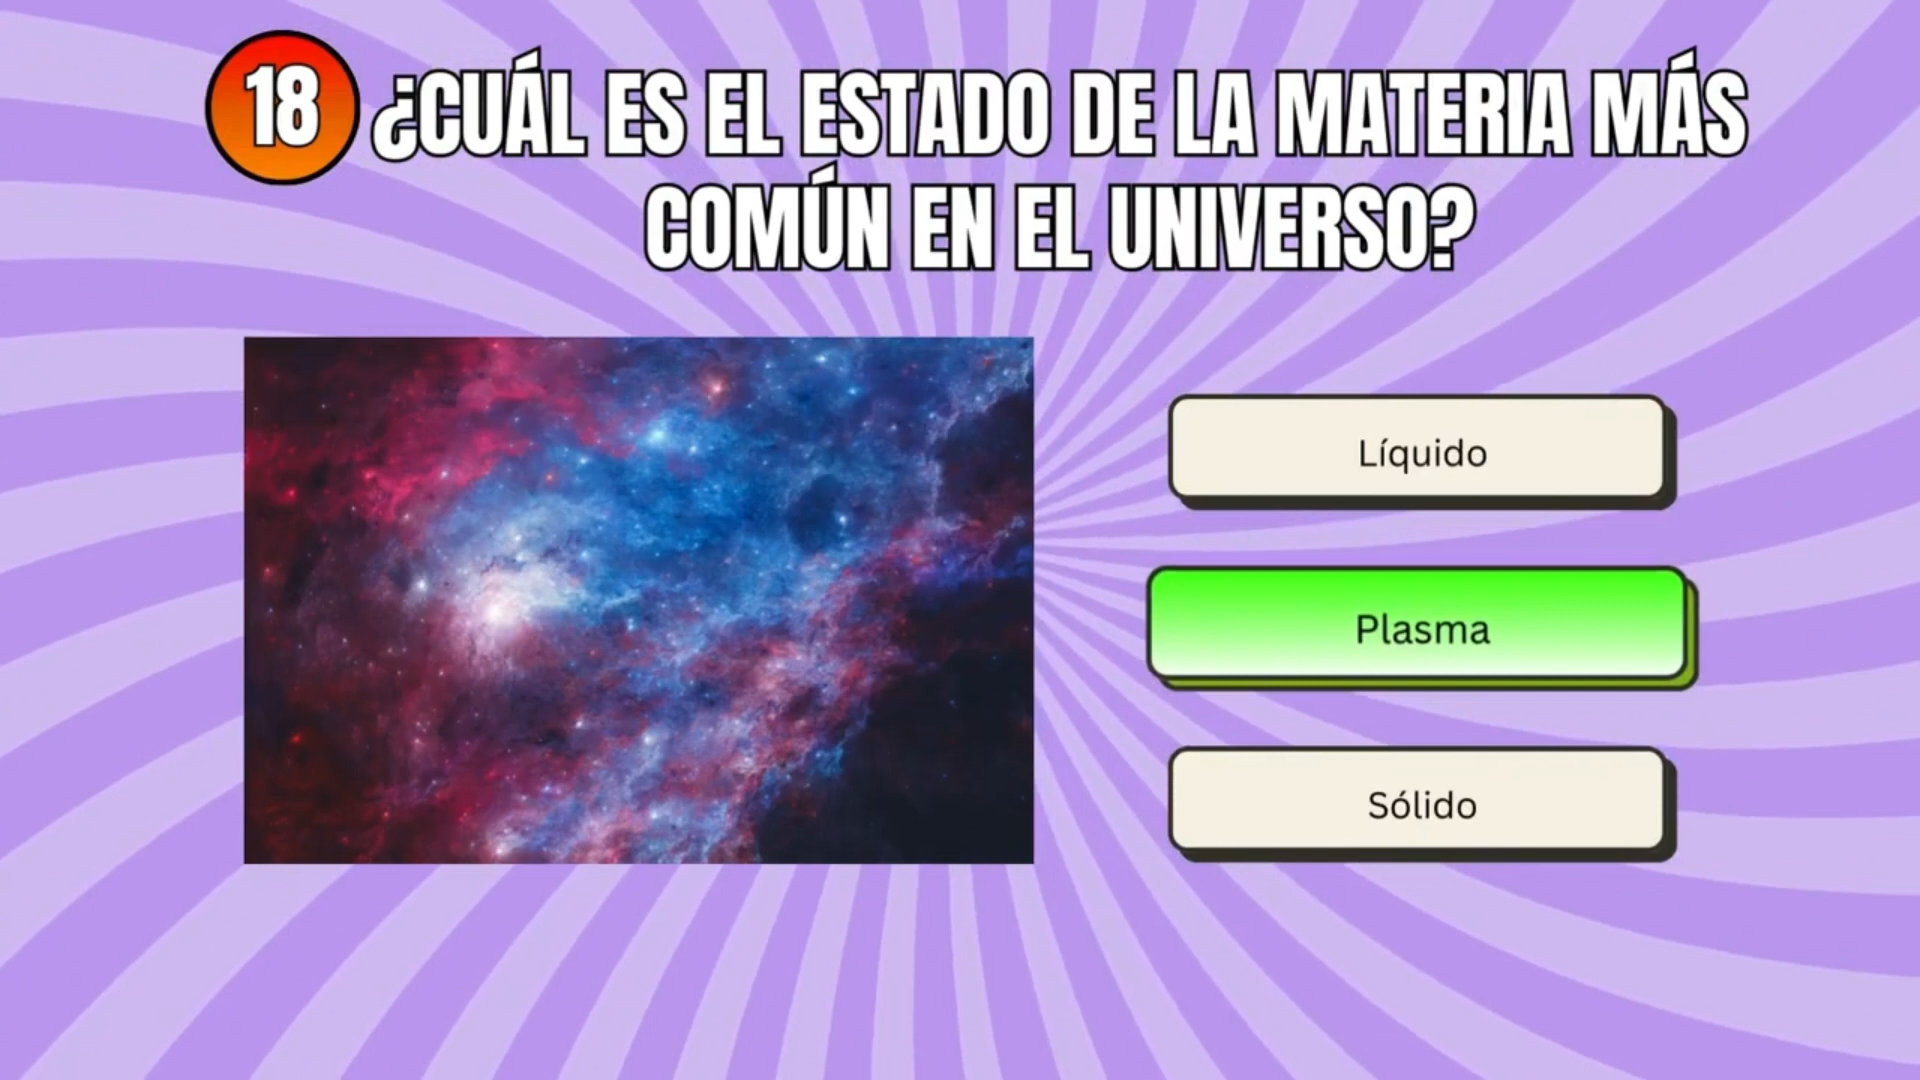 18 ¿CUÁL ES EL ESTADO DE LA MATERIA MÁS
COMÚN EN EL UNIVERSO?
Líquido
Plasma
Sólido